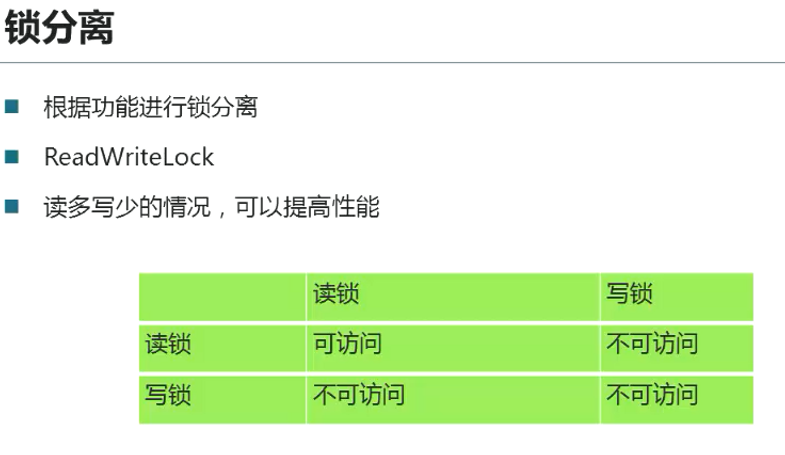 锁分离
根据功能进行锁分离
ReadWriteLock
读多写少的情况，可以提高性能
读锁 写锁
读锁 可访问 不可访问
写锁 不可访问 不可访问